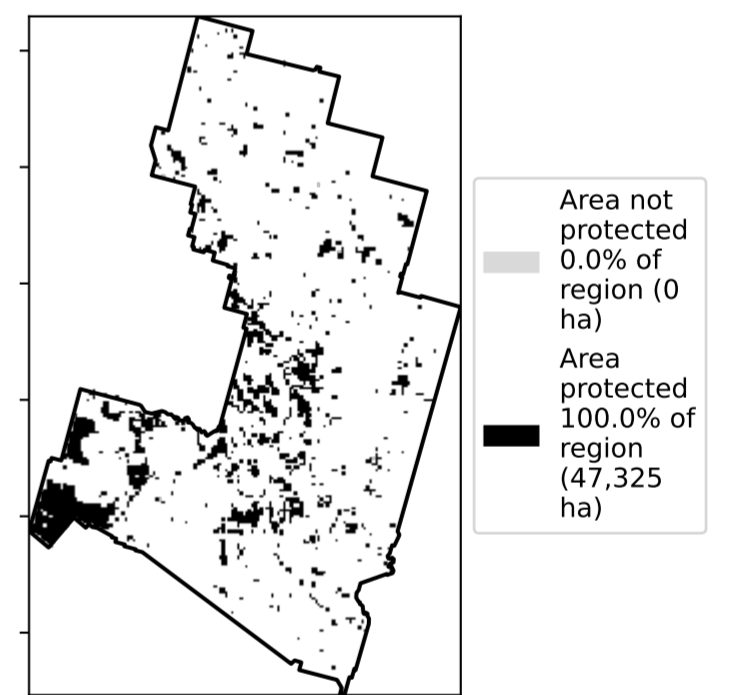 Area not
protected
0.0% of
region (0
ha)
Area
protected
100.0% of
region
(47,325
ha)